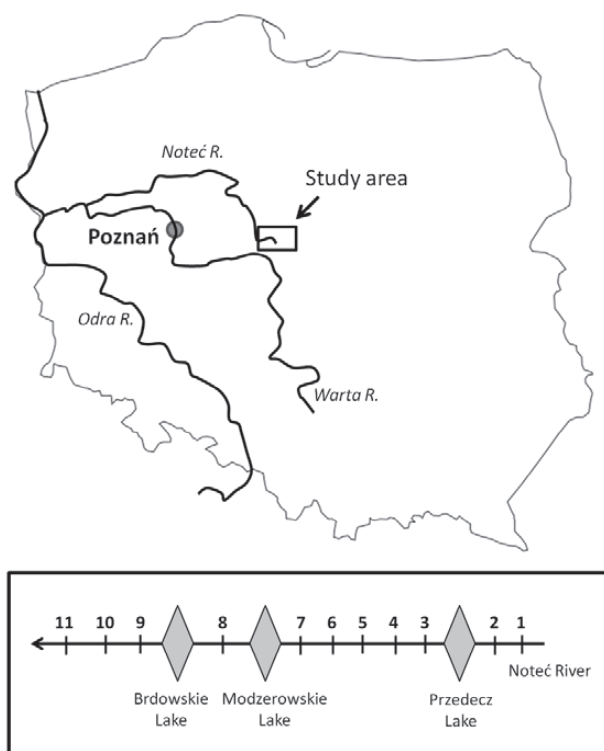 Noteć R.
Study area
Poznań
Odra R.
Warta R.
11 10 9 8 7 6 5 4 3 2 1
Noteć River
Brdowskie
Lake
Modzerowskie
Lake
Przedecz
Lake